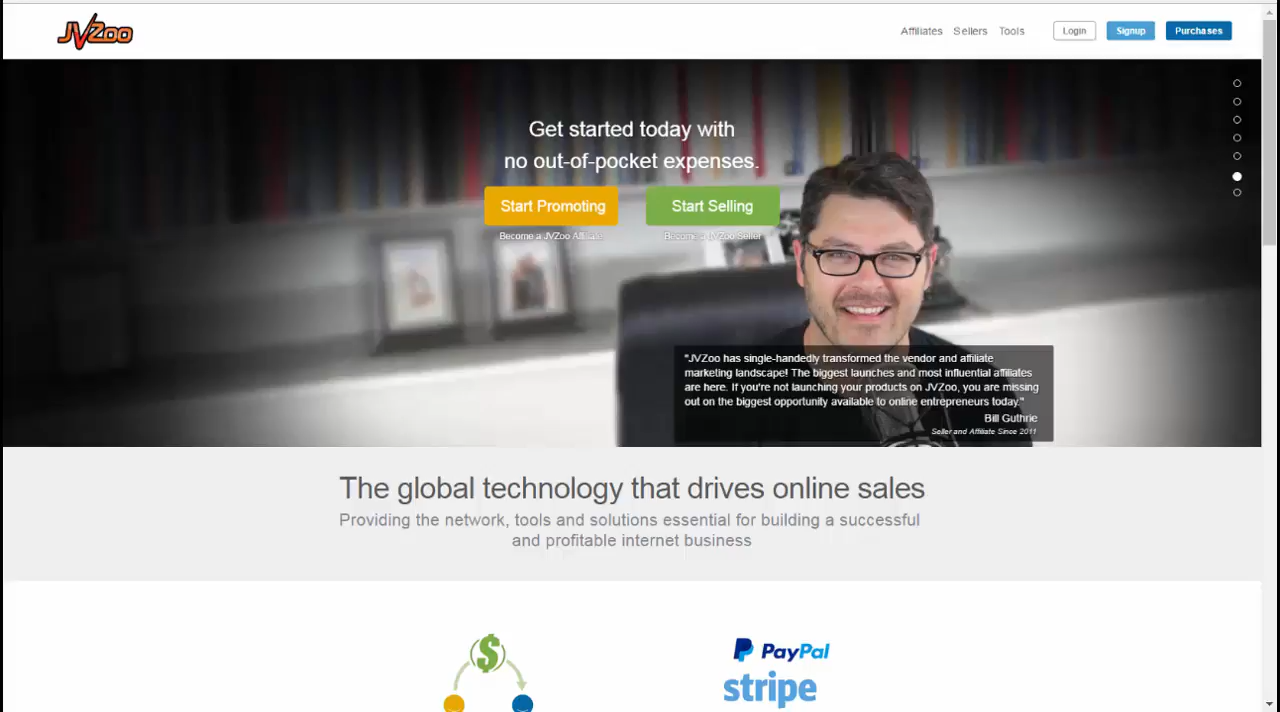 JVZoo
Affiliates
Sellers
Tools
Login
Signup
Purchases
Get started today with
no out-of-pocket expenses.
Start Promoting
Start Selling
Become a JVZoo Affiliate
Become a JVZoo Seller
"JVZoo has single-handedly transformed the vendor and affiliate
marketing landscape! The biggest launches and most influential affiliates
are here. If you're not launching your products on JVZoo, you are missing
out on the biggest opportunity available to online entrepreneurs today."
Bill Guthrie
Seller and Affiliate Since 2011
The global technology that drives online sales
Providing the network, tools and solutions essential for building a successful
and profitable internet business
$
PayPal
stripe